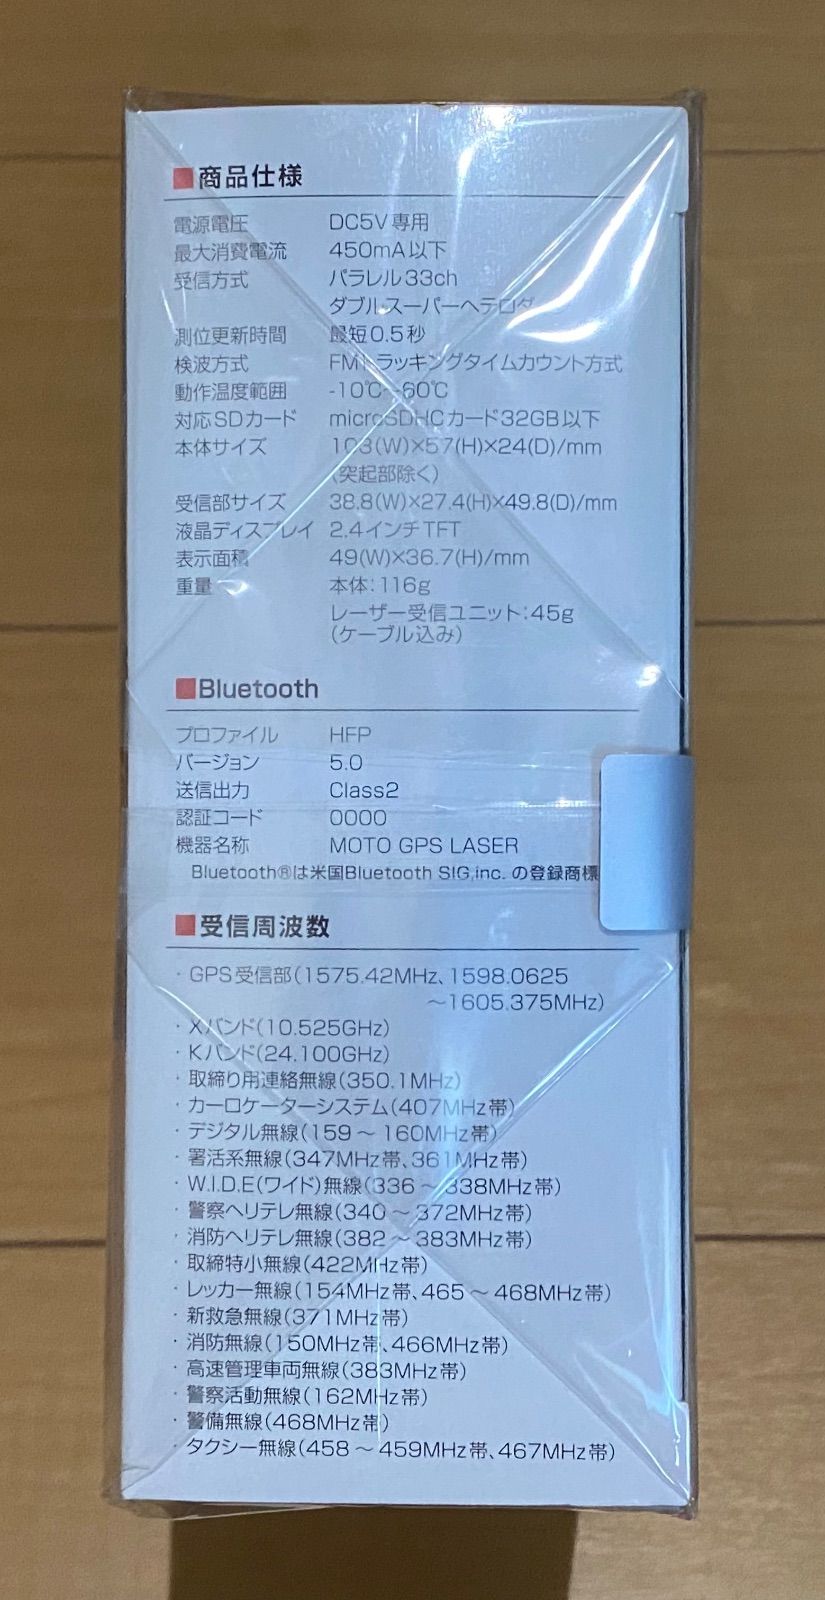 ■商品仕様
電源電圧 DC5V専用
最大消費電流 450mA以下
受信方式 パラレル33ch
ダブルスーパーヘテロダ
測位更新時間 最短0.5秒
検波方式 FMトラッキングタイムカウント方式
動作温度範囲 -10℃～60℃
対応SDカード microSDHCカード32GB以下
本体サイズ 103(W)×57(H)×24(D)/mm
(突起部除く)
受信部サイズ 38.8(W)×27.4(H)×49.8(D)/mm
液晶ディスプレイ 2.4インチTFT
表示面積 49(W)×36.7(H)/mm
重量 本体:116g
レーザー受信ユニット:45g
(ケーブル込み)
■Bluetooth
プロファイル HFP
バージョン 5.0
送信出力 Class2
認証コード 0000
機器名称 MOTO GPS LASER
Bluetooth®は米国Bluetooth SIG,inc. の登録商標
■受信周波数
・GPS受信部(1575.42MHz、1598.0625
～1605.375MHz)
・Xバンド(10.525GHz)
・Kバンド(24.100GHz)
・取締り用連絡無線(350.1MHz)
・カーロケーターシステム(407MHz帯)
・デジタル無線(159～160MHz帯)
・署活系無線(347MHz帯、361MHz帯)
・W.I.D.E(ワイド)無線(336～338MHz帯)
・警察ヘリテレ無線(340～372MHz帯)
・消防ヘリテレ無線(382～383MHz帯)
・取締特小無線(422MHz帯)
・レッカー無線(154MHz帯、465～468MHz帯)
・新救急無線(371MHz帯)
・消防無線(150MHz帯、466MHz帯)
・高速管理車両無線(383MHz帯)
・警察活動無線(162MHz帯)
・警備無線(468MHz帯)
・タクシー無線(458～459MHz帯、467MHz帯)